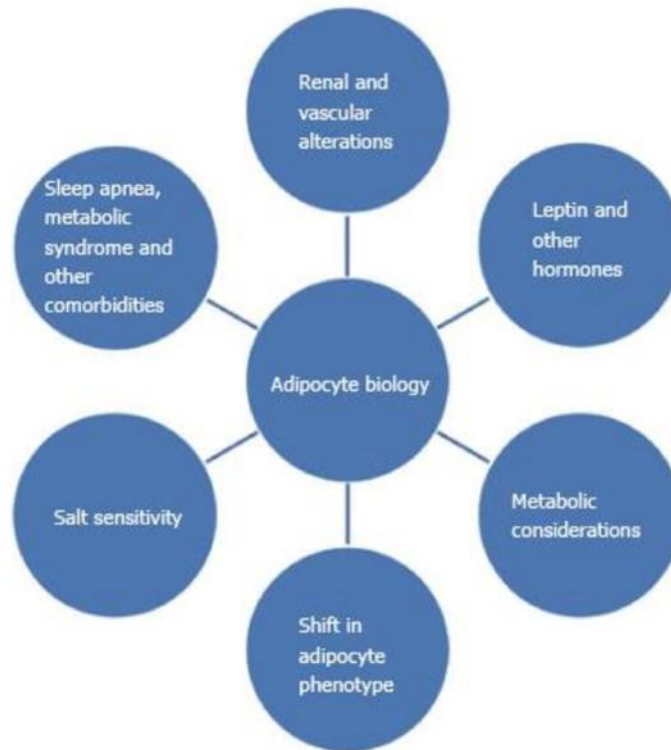 Renal and
vascular
alterations
Leptin and
other
hormones
Metabolic
considerations
Shift in
adipocyte
phenotype
Salt sensitivity
Sleep apnea,
metabolic
syndrome and
other
comorbidities
Adipocyte biology